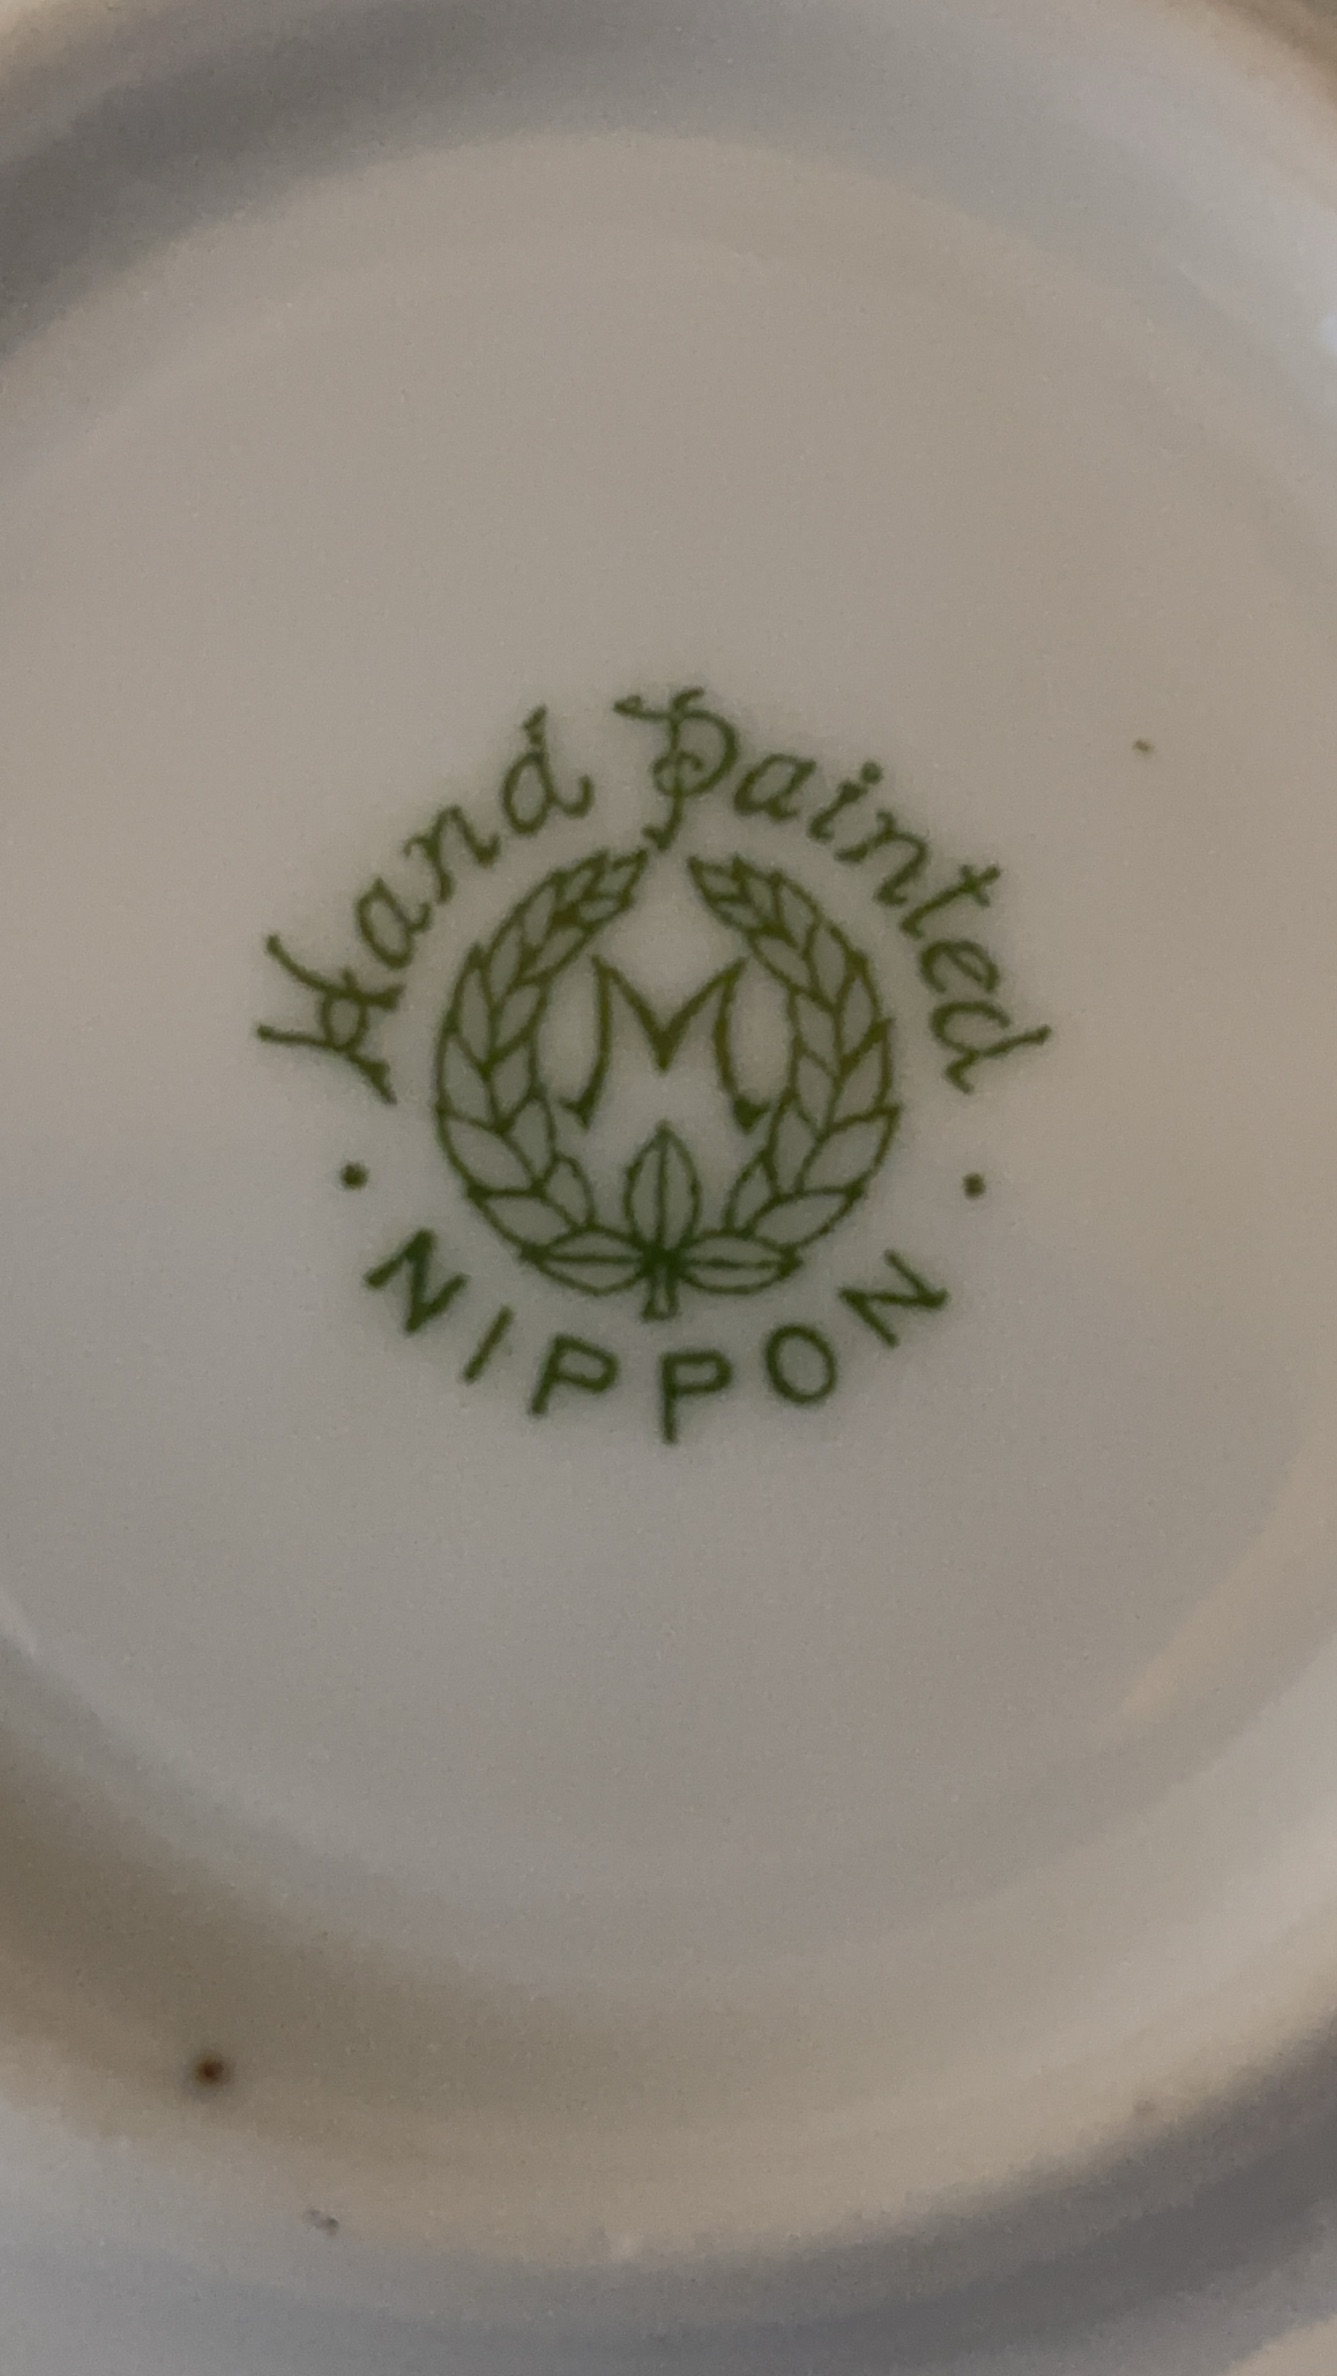 Hand Painted
M
• NIPPON •